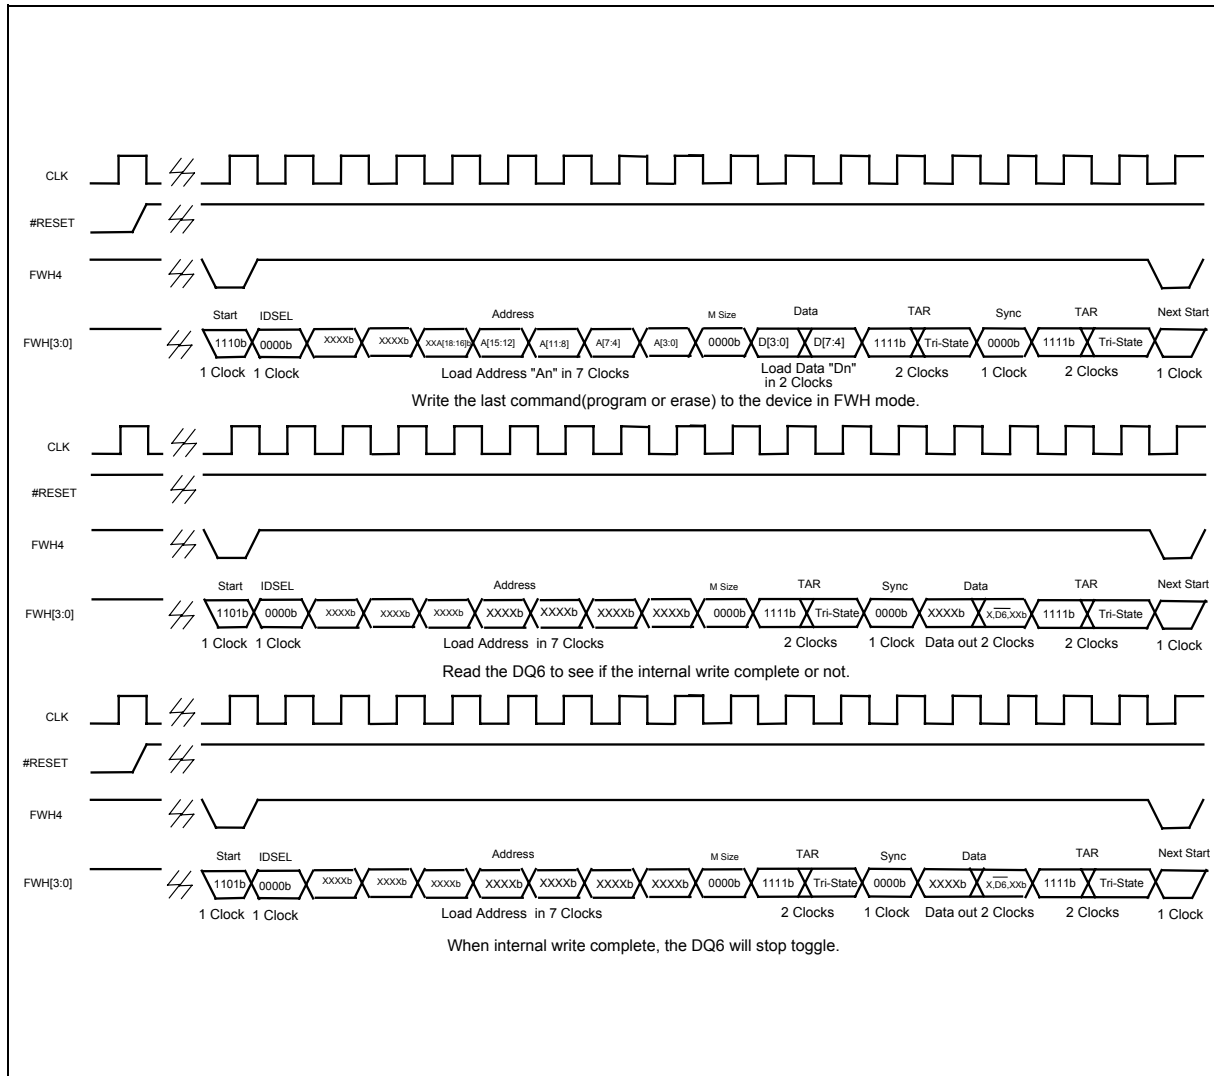 CLK
#RESET
FWH4
Start IDSEL Address M Size Data TAR Sync TAR Next Start
FWH[3:0] 1110b 0000b XXXXb XXXXb XXA[18:16]b A[15:12] A[11:8] A[7:4] A[3:0] 0000b D[3:0] D[7:4] 1111b Tri-State 0000b 1111b Tri-State
1 Clock 1 Clock Load Address "An" in 7 Clocks Load Data "Dn" 2 Clocks 1 Clock 2 Clocks 1 Clock
in 2 Clocks
Write the last command(program or erase) to the device in FWH mode.
CLK
#RESET
FWH4
Start IDSEL Address M Size TAR Sync Data TAR Next Start
FWH[3:0] 1101b 0000b XXXXb XXXXb XXXXb XXXXb XXXXb XXXXb XXXXb 0000b 1111b Tri-State 0000b XXXXb X,D6,XXb 1111b Tri-State
1 Clock 1 Clock Load Address in 7 Clocks 2 Clocks 1 Clock Data out 2 Clocks 2 Clocks 1 Clock
Read the DQ6 to see if the internal write complete or not.
CLK
#RESET
FWH4
Start IDSEL Address M Size TAR Sync Data TAR Next Start
FWH[3:0] 1101b 0000b XXXXb XXXXb XXXXb XXXXb XXXXb XXXXb XXXXb 0000b 1111b Tri-State 0000b XXXXb X,D6,XXb 1111b Tri-State
1 Clock 1 Clock Load Address in 7 Clocks 2 Clocks 1 Clock Data out 2 Clocks 2 Clocks 1 Clock
When internal write complete, the DQ6 will stop toggle.